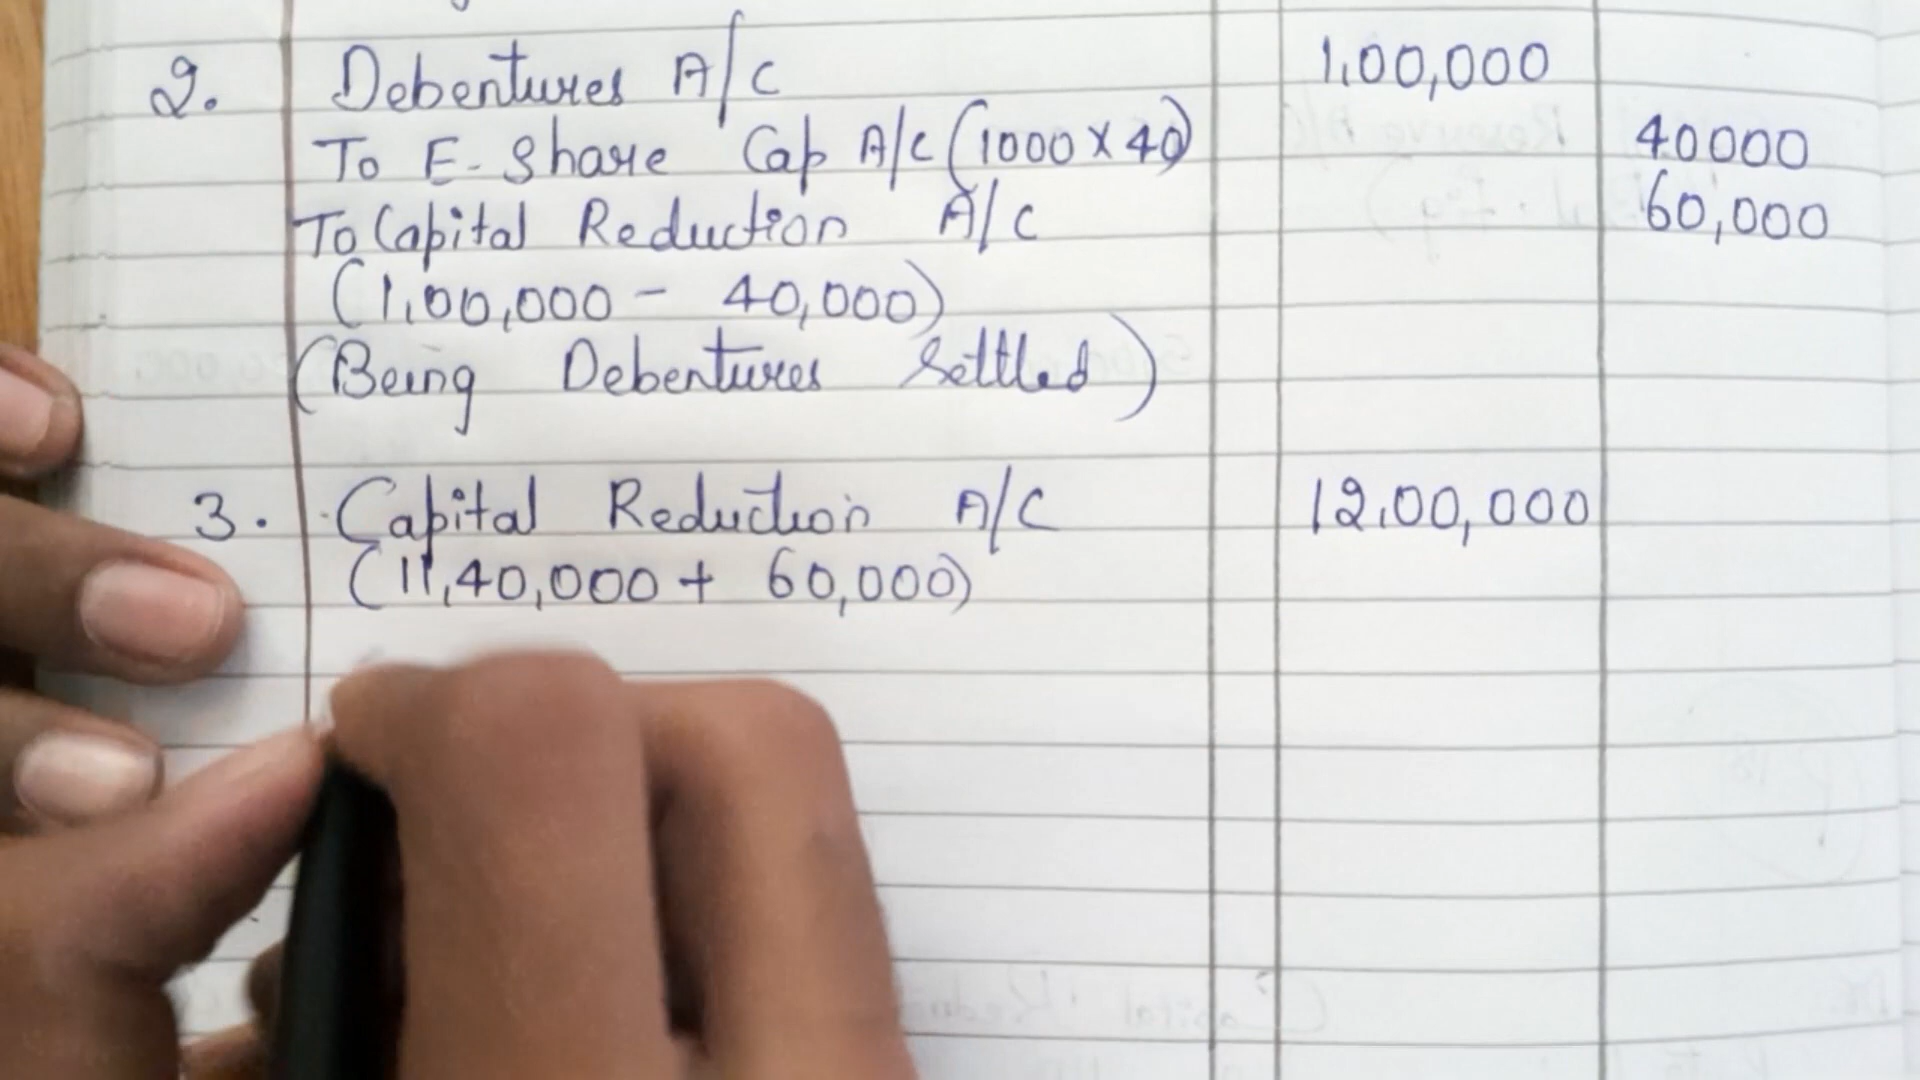 2. Debentures A/C 1,00,000
To E-Share Cap A/C (1000 x 40) 40000
To Capital Reduction A/C 60,000
(1,00,000 - 40,000)
(Being Debentures Settled)
3. Capital Reduction A/C 12,00,000
(11,40,000 + 60,000)